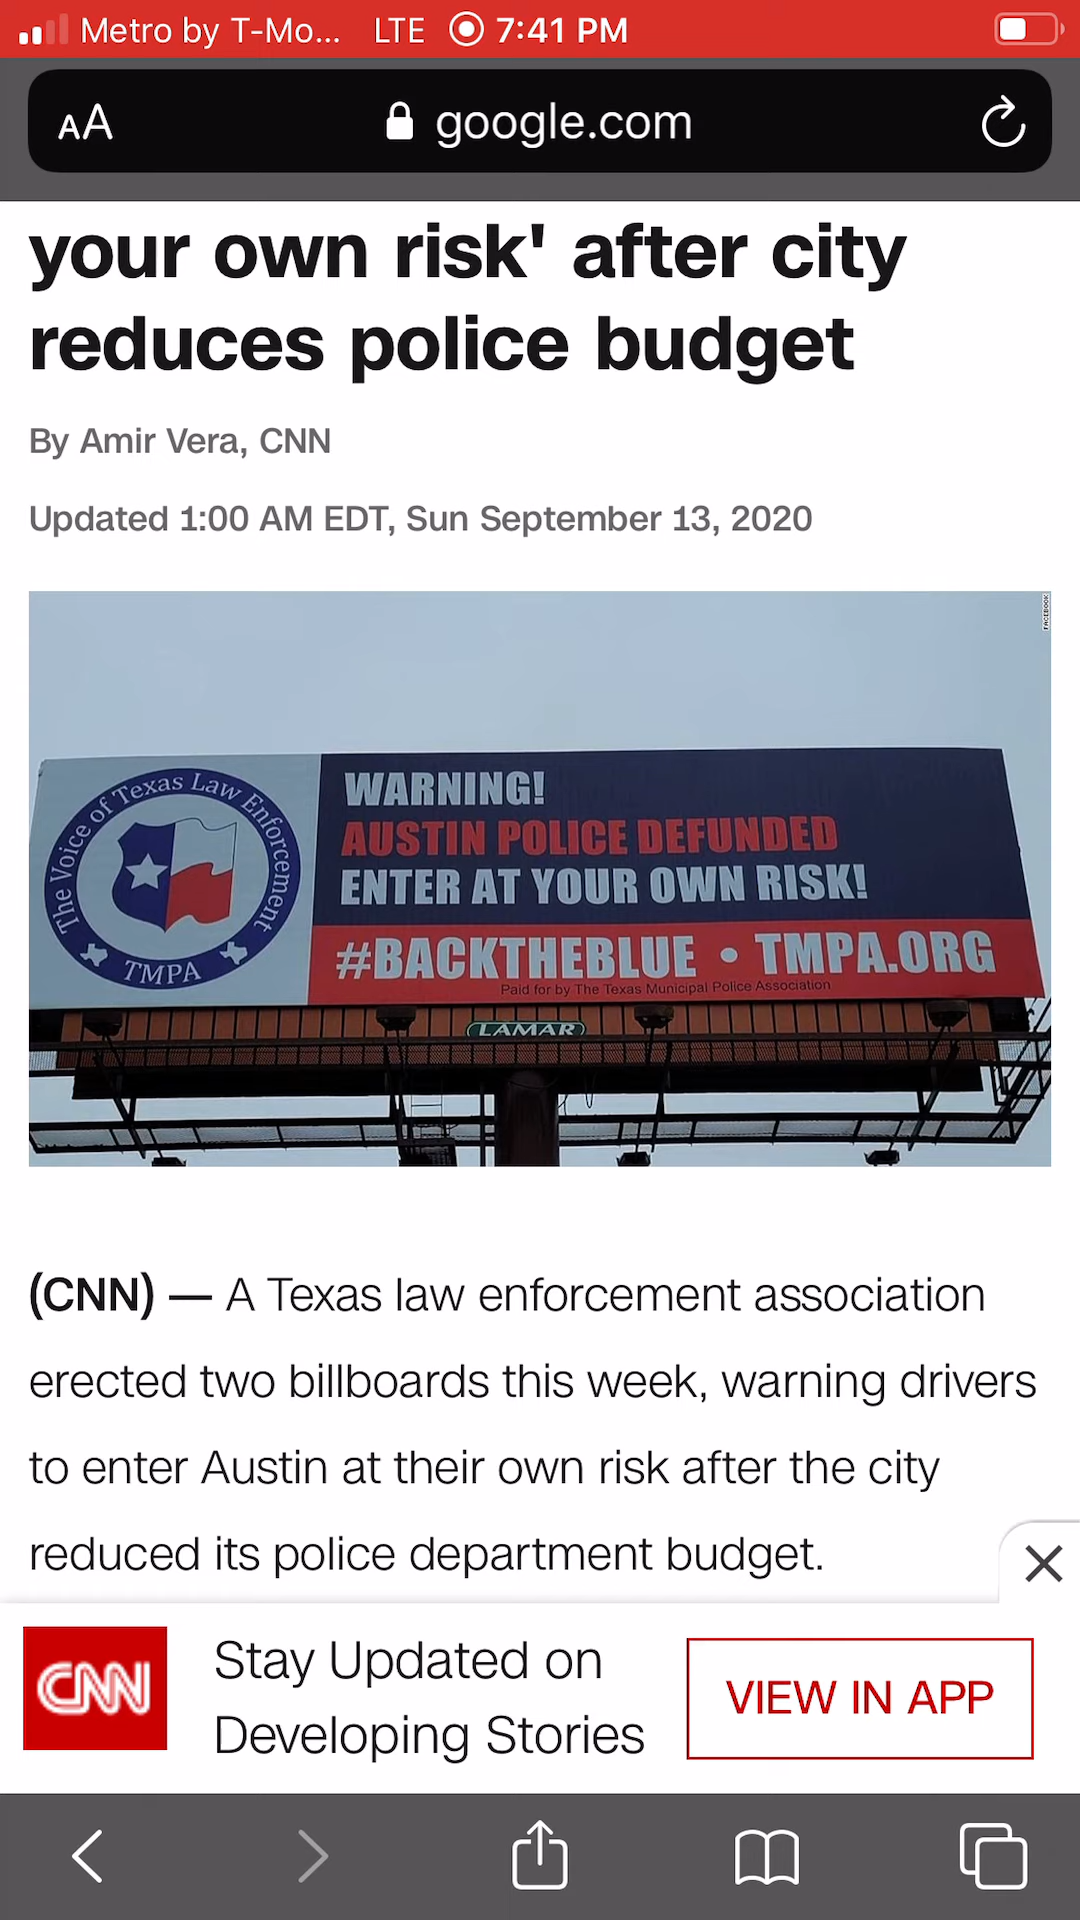 Metro by T-Mo... LTE 7:41 PM
AA google.com
your own risk' after city
reduces police budget
By Amir Vera, CNN
Updated 1:00 AM EDT, Sun September 13, 2020
FACEBOOK
The Voice of Texas Law Enforcement
TMPA
WARNING!
AUSTIN POLICE DEFUNDED
ENTER AT YOUR OWN RISK!
#BACKTHEBLUE • TMPA.ORG
Paid for by The Texas Municipal Police Association
LAMAR
(CNN) — A Texas law enforcement association
erected two billboards this week, warning drivers
to enter Austin at their own risk after the city
reduced its police department budget.
CNN
Stay Updated on
Developing Stories
VIEW IN APP